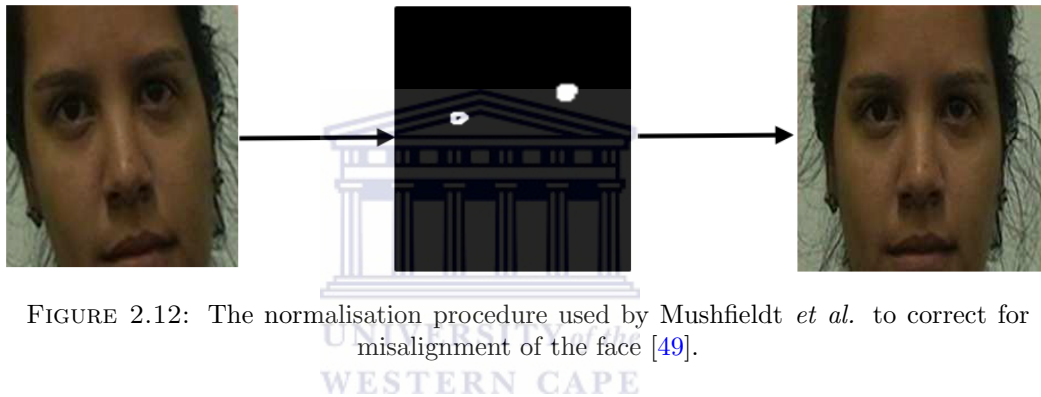 FIGURE 2.12: The normalisation procedure used by Mushfieldt et al. to correct for
misalignment of the face [49].
UNIVERSITY of the
WESTERN CAPE